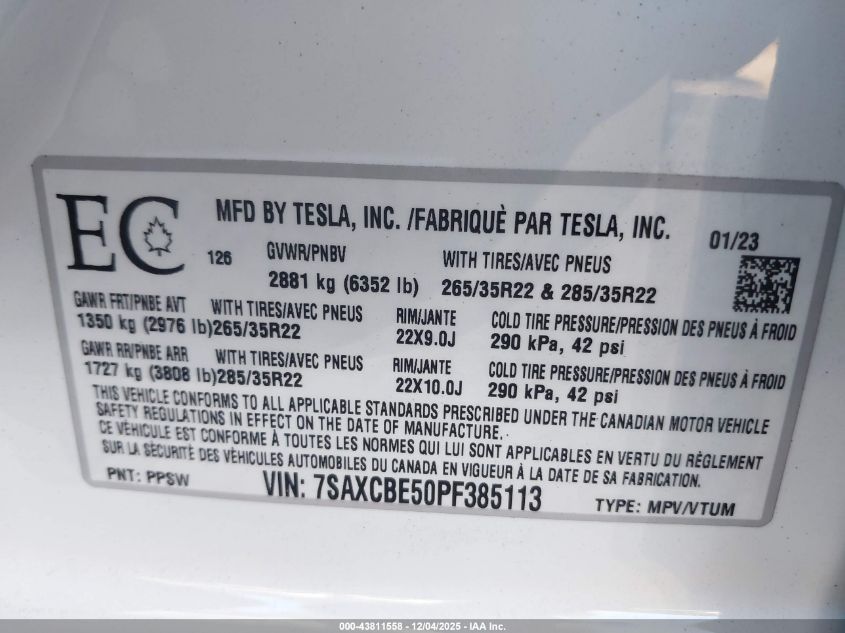 EC
MFD BY TESLA, INC. /FABRIQUÈ PAR TESLA, INC.
01/23
126
GVWR/PNBV
WITH TIRES/AVEC PNEUS
2881 kg (6352 lb)
265/35R22 & 285/35R22
GAWR FRT/PNBE AVT WITH TIRES/AVEC PNEUS RIM/JANTE COLD TIRE PRESSURE/PRESSION DES PNEUS À FROID
1350 kg (2976 lb)265/35R22 22X9.0J 290 kPa, 42 psi
GAWR RR/PNBE ARR WITH TIRES/AVEC PNEUS RIM/JANTE COLD TIRE PRESSURE/PRESSION DES PNEUS À FROID
1727 kg (3808 lb)285/35R22 22X10.0J 290 kPa, 42 psi
THIS VEHICLE CONFORMS TO ALL APPLICABLE STANDARDS PRESCRIBED UNDER THE CANADIAN MOTOR VEHICLE
SAFETY REGULATIONS IN EFFECT ON THE DATE OF MANUFACTURE.
CE VÉHICULE EST CONFORME À TOUTES LES NORMES QUI LUI SONT APPLICABLES EN VERTU DU RÈGLEMENT
SUR LA SÉCURITÉ DES VÉHICULES AUTOMOBILES DU CANADA EN VIGUEUR À LA DATE DE SA FABRICATION.
PNT: PPSW
VIN: 7SAXCBE50PF385113
TYPE: MPV/VTUM
000-43811558 - 12/04/2025 - IAA Inc.